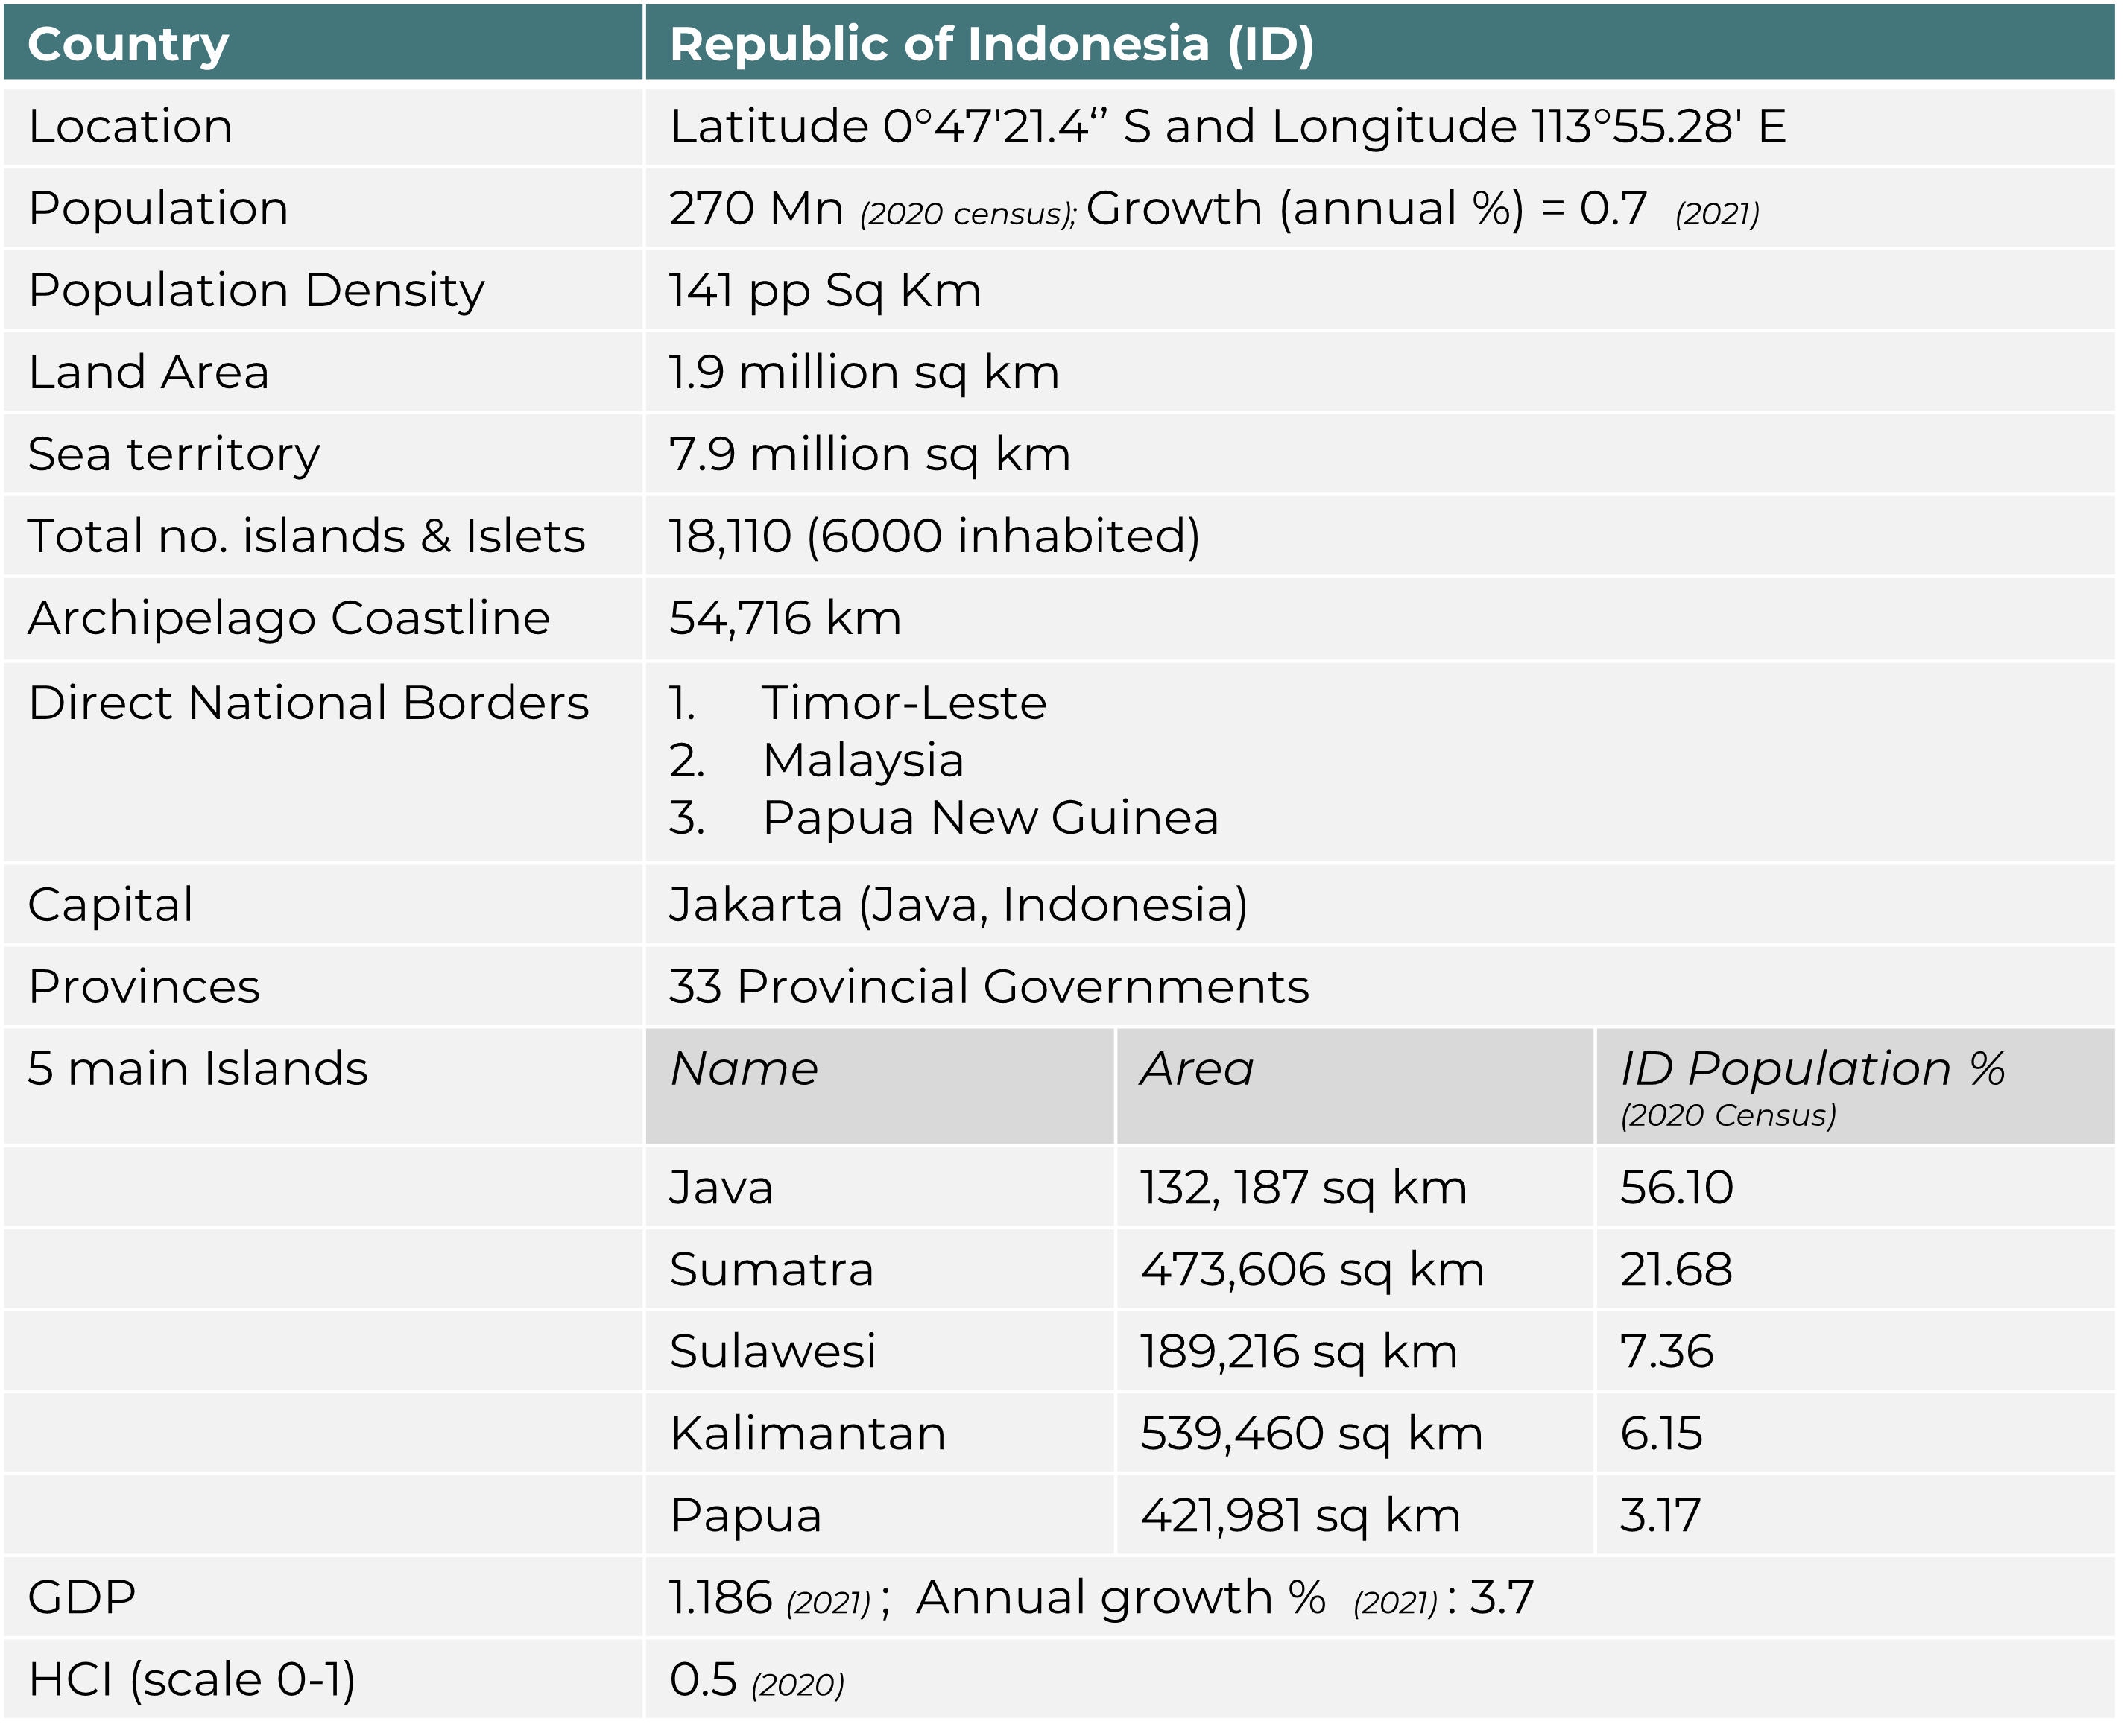 Country Republic of Indonesia (ID)
Location Latitude 0°47'21.4‘’ S and Longitude 113°55.28' E
Population 270 Mn (2020 census); Growth (annual %) = 0.7 (2021)
Population Density 141 pp Sq Km
Land Area 1.9 million sq km
Sea territory 7.9 million sq km
Total no. islands & Islets 18,110 (6000 inhabited)
Archipelago Coastline 54,716 km
Direct National Borders 1. Timor-Leste
2. Malaysia
3. Papua New Guinea
Capital Jakarta (Java, Indonesia)
Provinces 33 Provincial Governments
5 main Islands Name Area ID Population %
(2020 Census)
Java 132, 187 sq km 56.10
Sumatra 473,606 sq km 21.68
Sulawesi 189,216 sq km 7.36
Kalimantan 539,460 sq km 6.15
Papua 421,981 sq km 3.17
GDP 1.186 (2021) ; Annual growth % (2021) : 3.7
HCI (scale 0-1) 0.5 (2020)